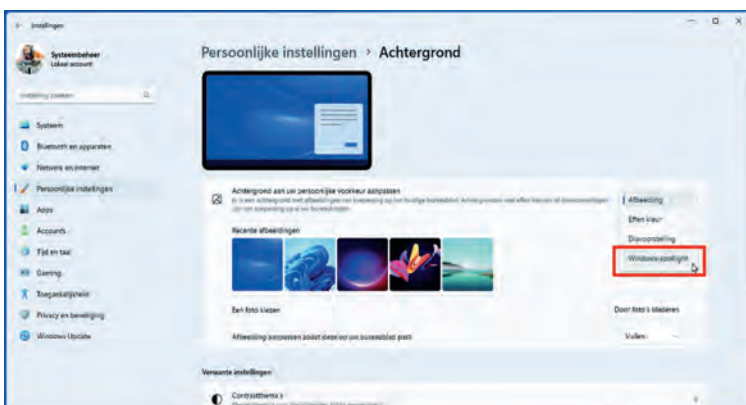 Instellingen
Systeembeheer
Lokaal account
Persoonlijke instellingen > Achtergrond
Instelling zoeken
Systeem
Bluetooth en apparaten
Netwerk en internet
Persoonlijke instellingen
Apps
Accounts
Tijd en taal
Gaming
Toegankelijkheid
Privacy en beveiliging
Windows Update
Achtergrond aan uw persoonlijke voorkeur aanpassen
Afbeelding
Effen kleur
Diavoorstelling
Windows-spotlight
Recente afbeeldingen
Een foto kiezen
Door foto's bladeren
Afbeelding aanpassen zodat deze op uw bureaublad past
Vullen
Verwante instellingen
Contrastthema's